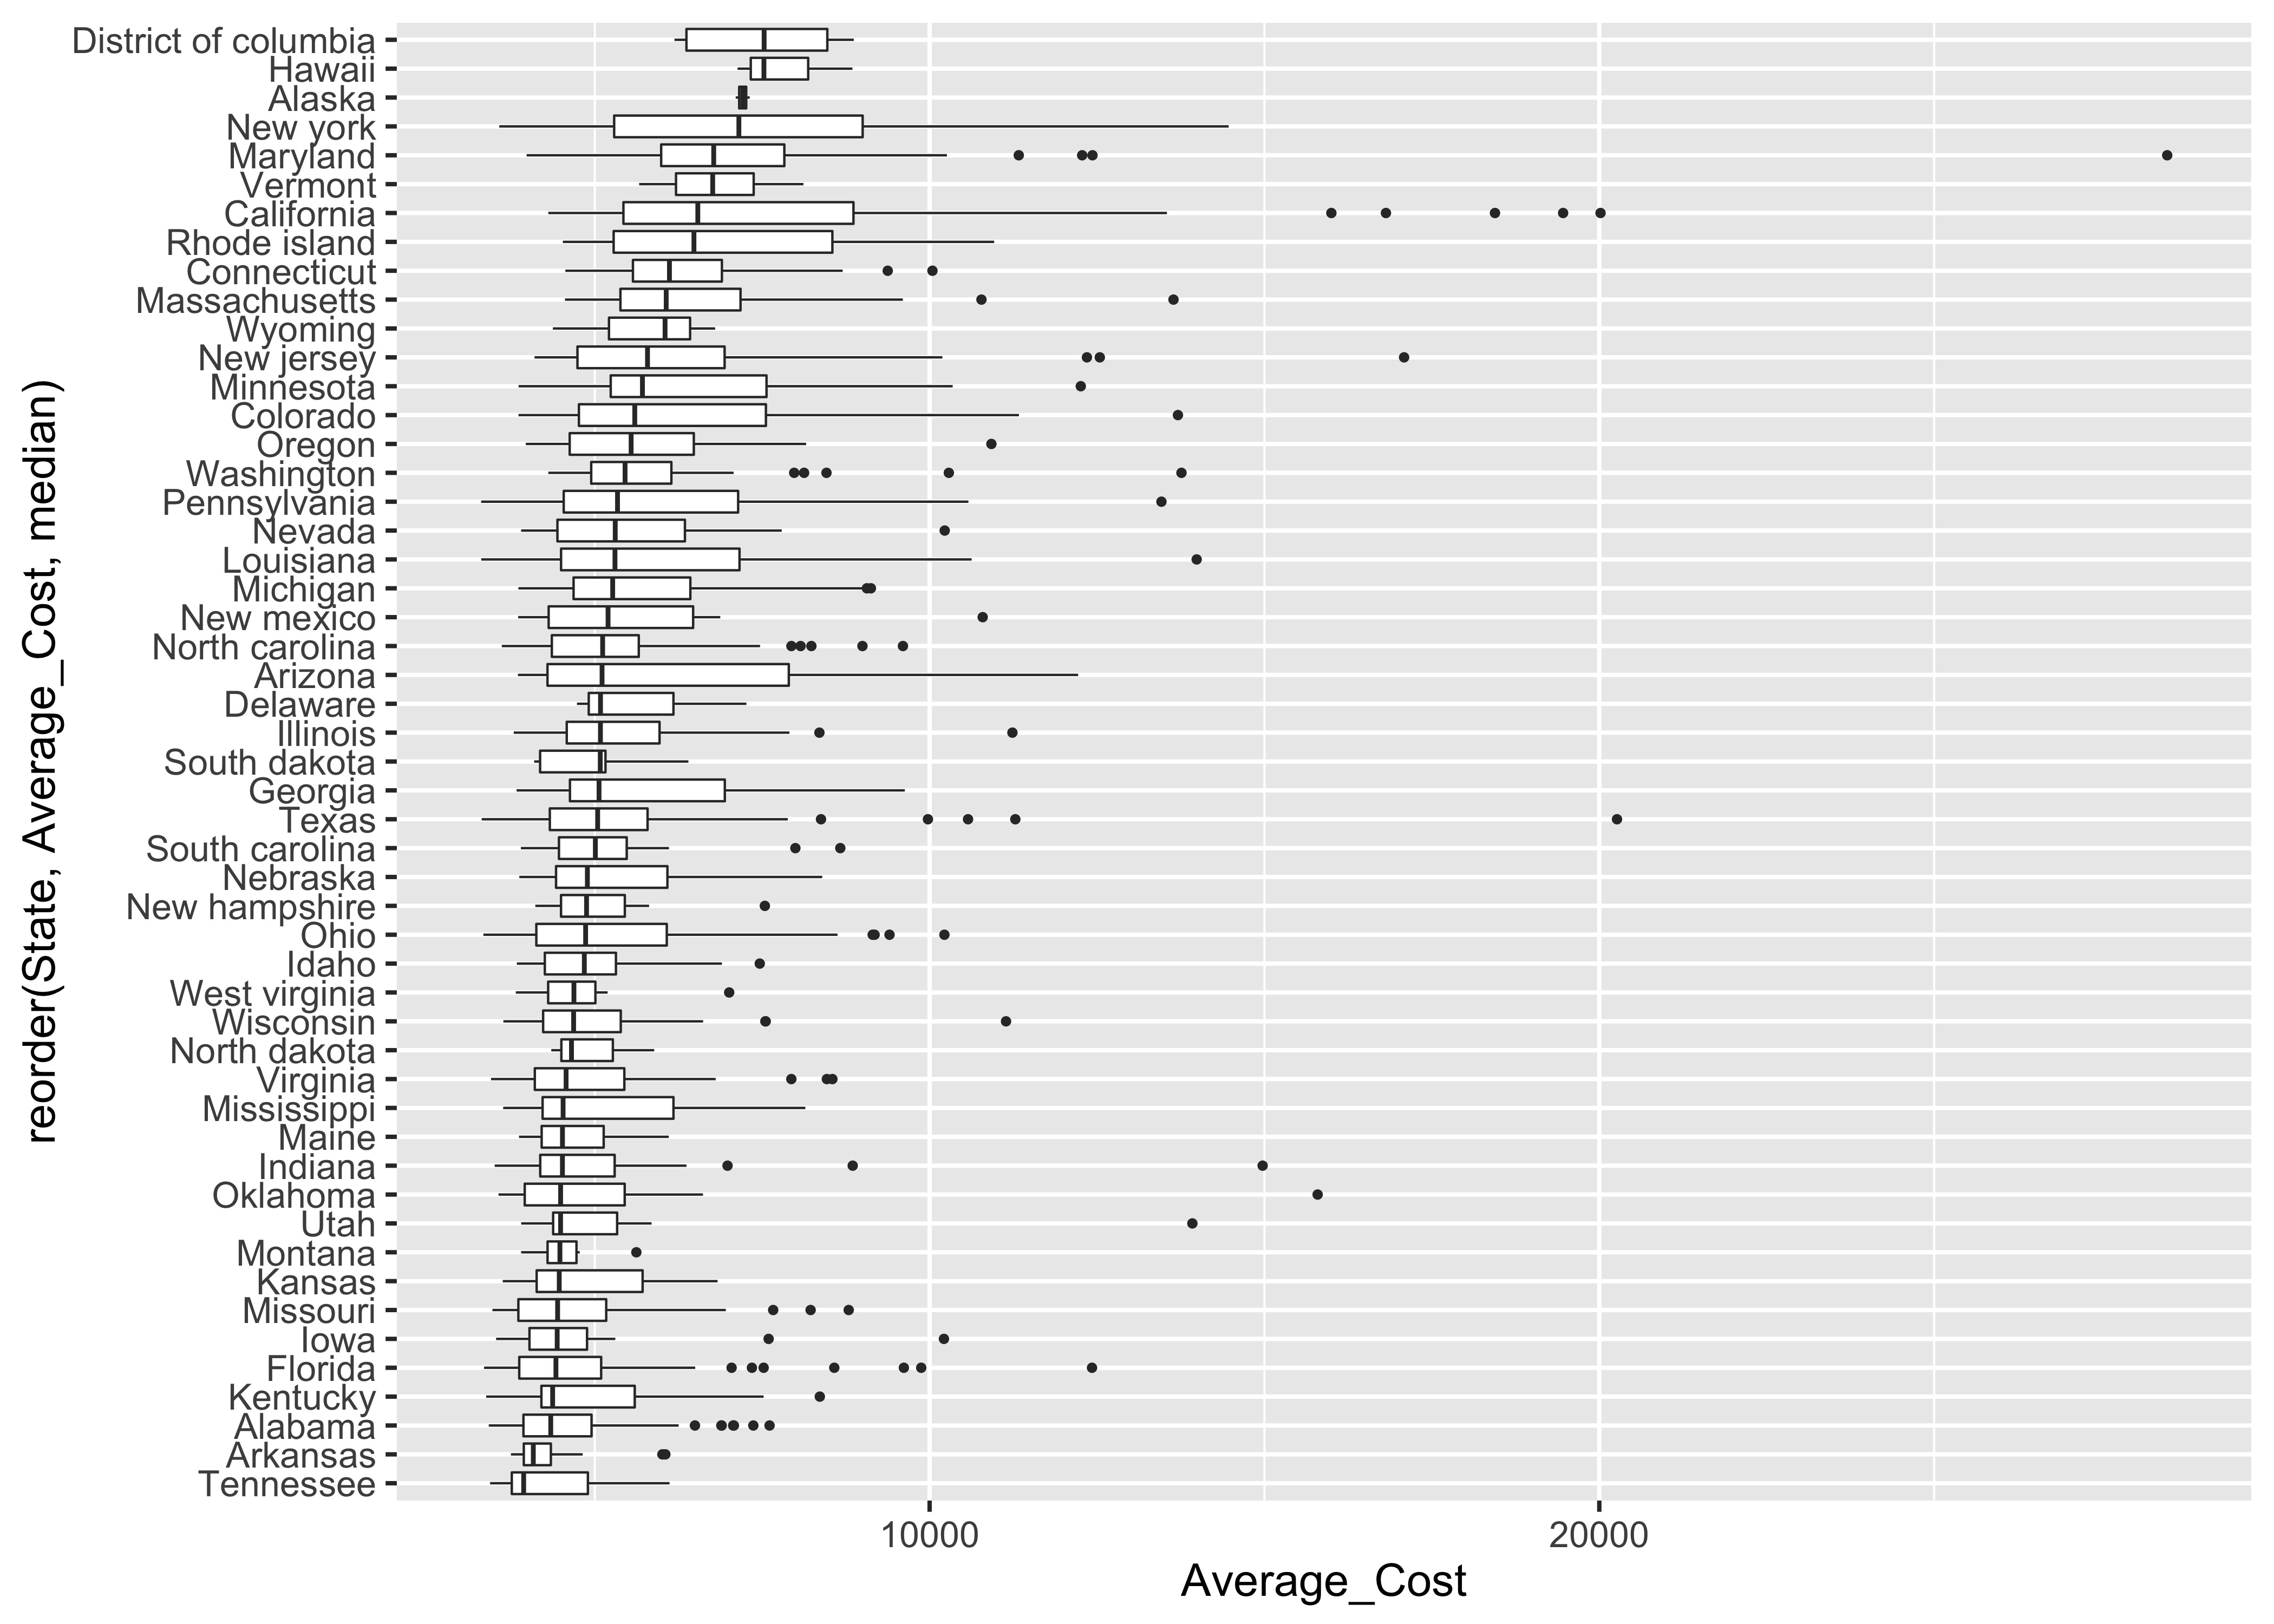 reorder(State, Average_Cost, median)
District of columbia
Hawaii
Alaska
New york
Maryland
Vermont
California
Rhode island
Connecticut
Massachusetts
Wyoming
New jersey
Minnesota
Colorado
Oregon
Washington
Pennsylvania
Nevada
Louisiana
Michigan
New mexico
North carolina
Arizona
Delaware
Illinois
South dakota
Georgia
Texas
South carolina
Nebraska
New hampshire
Ohio
Idaho
West virginia
Wisconsin
North dakota
Virginia
Mississippi
Maine
Indiana
Oklahoma
Utah
Montana
Kansas
Missouri
Iowa
Florida
Kentucky
Alabama
Arkansas
Tennessee
10000 20000
Average_Cost